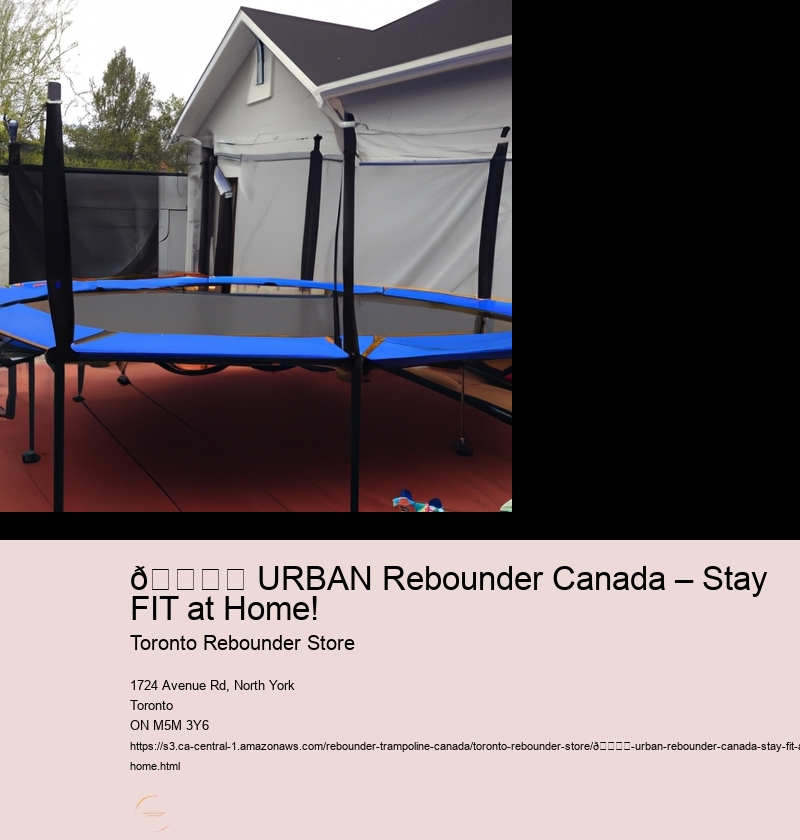 ð□□□□ URBAN Rebounder Canada – Stay
FIT at Home!
Toronto Rebounder Store
1724 Avenue Rd, North York
Toronto
ON M5M 3Y6
https://s3.ca-central-1.amazonaws.com/rebounder-trampoline-canada/toronto-rebounder-store/ð□□□□-urban-rebounder-canada-stay-fit-a
home.html